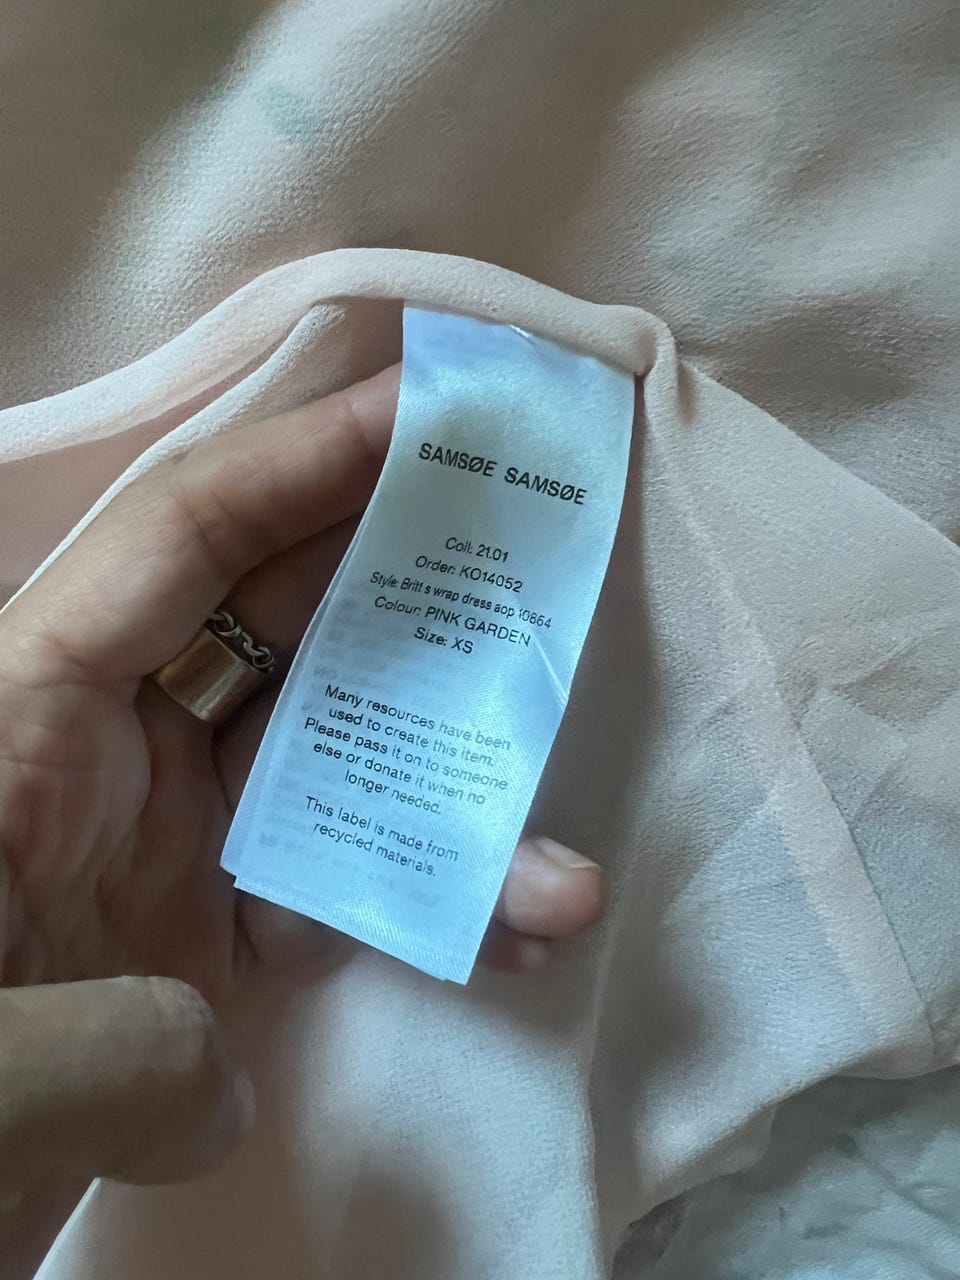 SAMSØE SAMSØE
Coll: 21.01
Order: KO14052
Style: Britt s wrap dress aop 10864
Colour: PINK GARDEN
Size: XS
Many resources have been
used to create this item.
Please pass it on to someone
else or donate it when no
longer needed.
This label is made from
recycled materials.